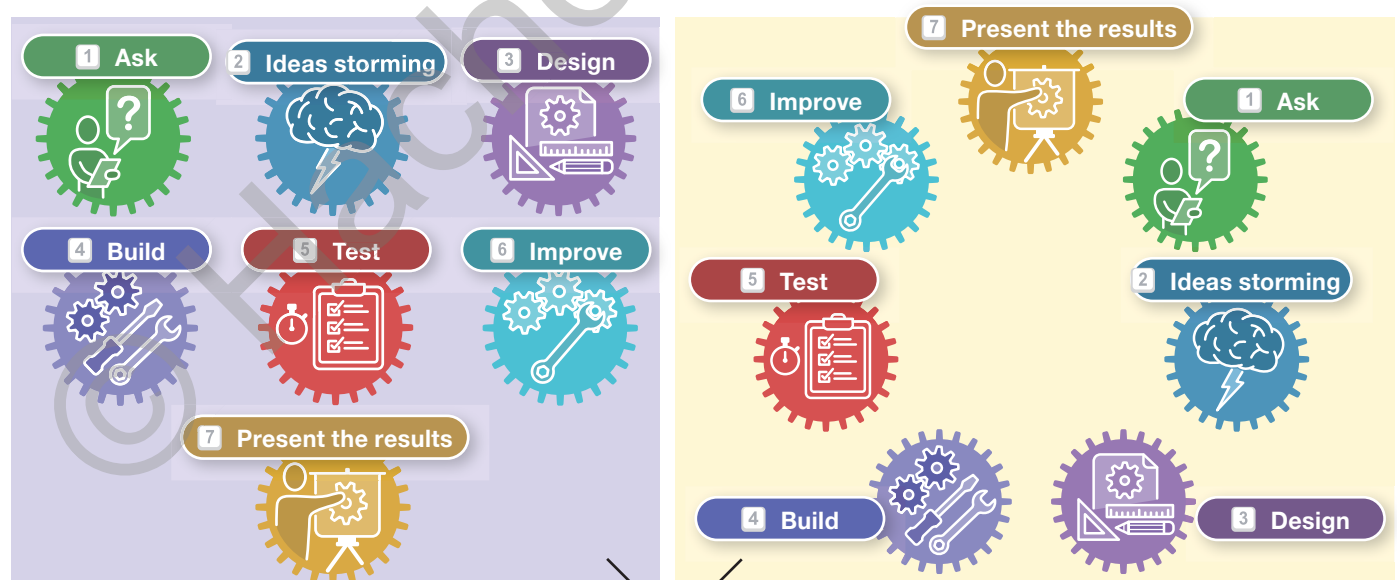 1 Ask
2 Ideas storming
3 Design
4 Build
5 Test
6 Improve
7 Present the results
7 Present the results
6 Improve
1 Ask
5 Test
2 Ideas storming
4 Build
3 Design
?
?
© Hache